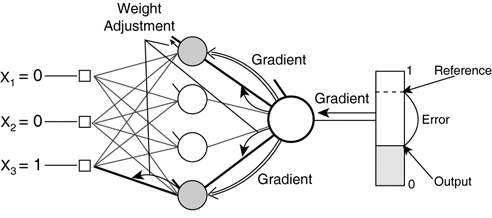 Weight
Adjustment
Gradient
X1 = 0
X2 = 0
X3 = 1
Gradient
Gradient
1
Reference
Error
Output
0